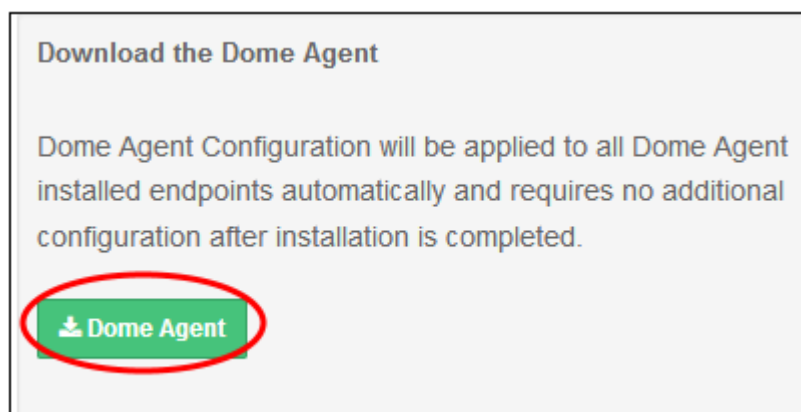 Download the Dome Agent
Dome Agent Configuration will be applied to all Dome Agent
installed endpoints automatically and requires no additional
configuration after installation is completed.
Dome Agent